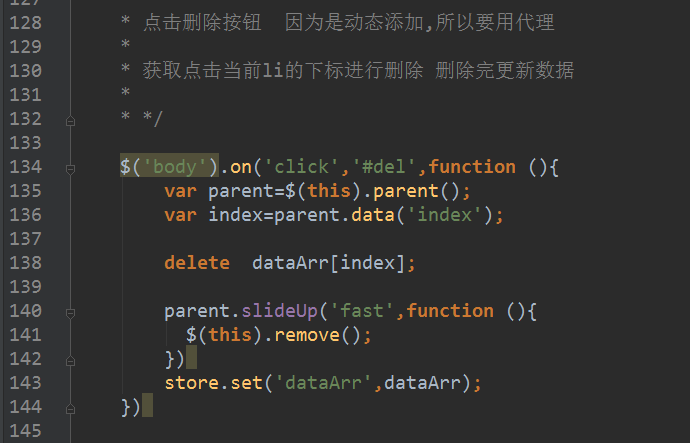 128 * 点击删除按钮  因为是动态添加,所以要用代理
129 *
130 * 获取点击当前li的下标进行删除 删除完更新数据
131 *
132 * */
133
134 $('body').on('click','#del',function (){
135 var parent=$(this).parent();
136 var index=parent.data('index');
137
138 delete  dataArr[index];
139
140 parent.slideUp('fast',function (){
141 $(this).remove();
142 })
143 store.set('dataArr',dataArr);
144 })
145